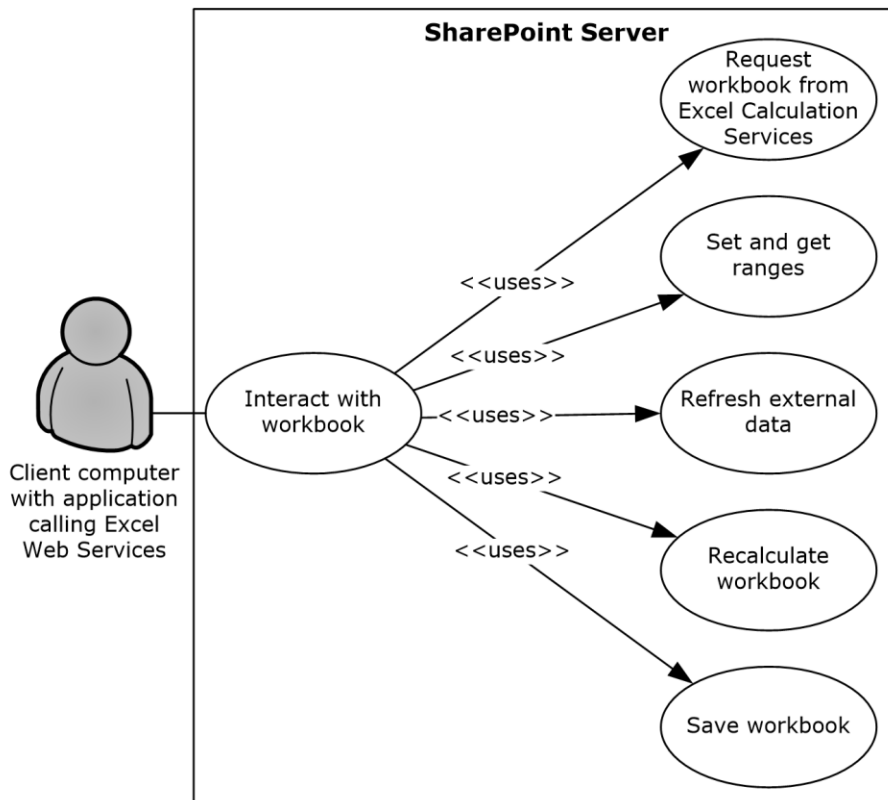 SharePoint Server
Request
workbook from
Excel Calculation
Services
<<uses>>
Set and get
ranges
<<uses>>
Client computer
with application
calling Excel
Web Services
Interact with
workbook
<<uses>>
Refresh external
data
<<uses>>
Recalculate
workbook
<<uses>>
Save workbook